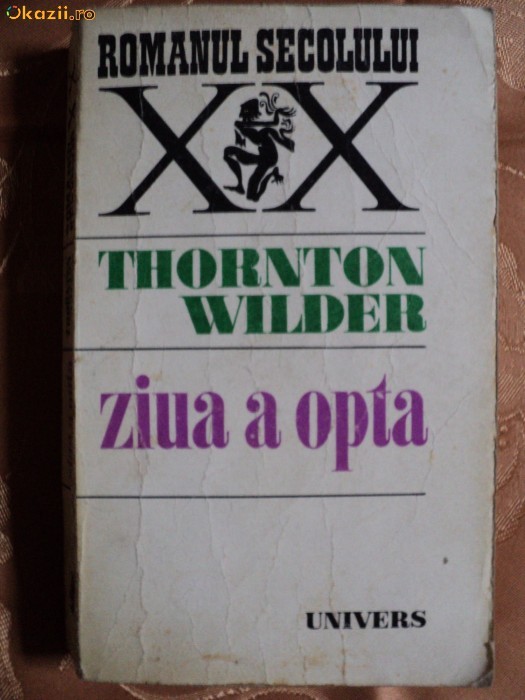 Okazii.ro
ROMANUL SECOLULUI
XX
THORNTON
WILDER
ziua a opta
UNIVERS